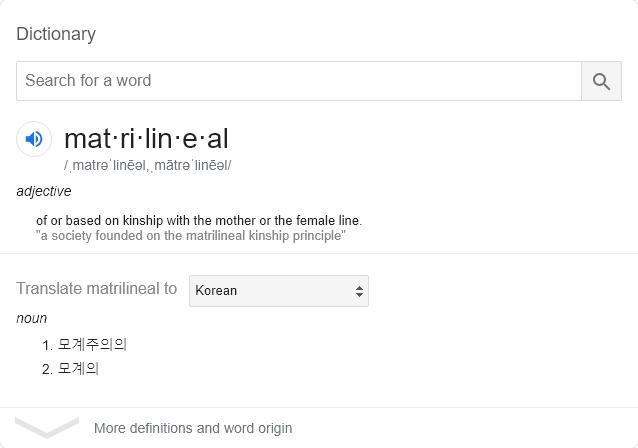 Dictionary
Search for a word
mat·ri·lin·e·al
/ˌmatrəˈlinēəl,ˌmātrəˈlinēəl/
adjective
of or based on kinship with the mother or the female line.
"a society founded on the matrilineal kinship principle"
Translate matrilineal to Korean
noun
1. 모계주의의
2. 모계의
More definitions and word origin